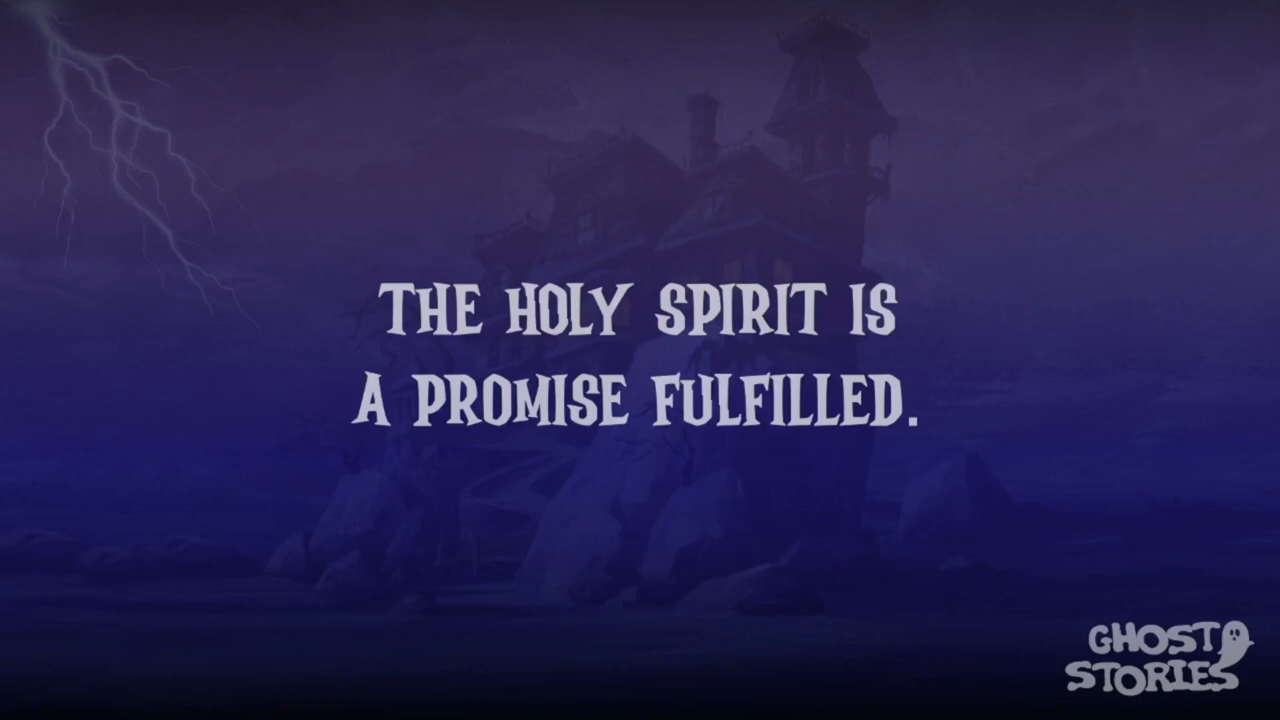 THE HOLY SPIRIT IS
A PROMISE FULFILLED.
GHOST
STORIES